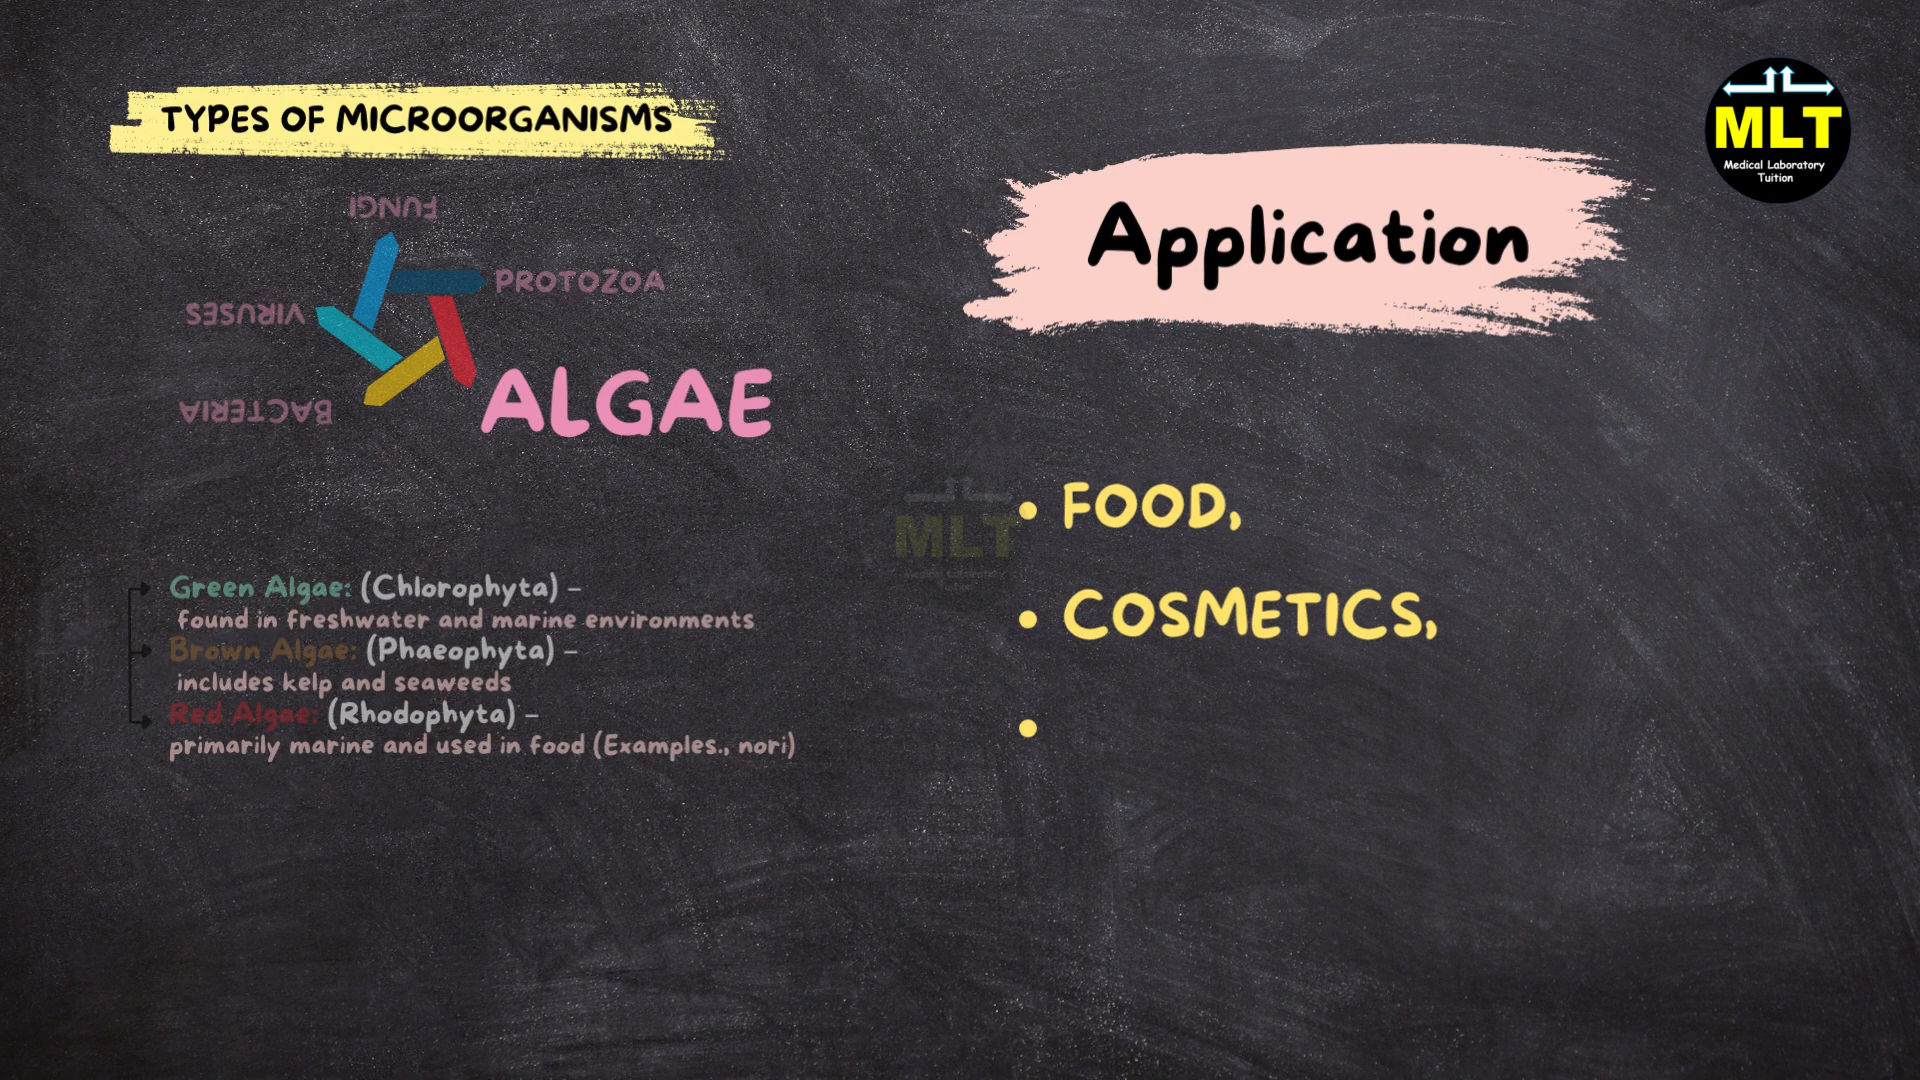 TYPES OF MICROORGANISMS
FUNGI
PROTOZOA
VIRUSES
BACTERIA
ALGAE
Green Algae: (Chlorophyta) –
found in freshwater and marine environments
Brown Algae: (Phaeophyta) –
includes kelp and seaweeds
Red Algae: (Rhodophyta) –
primarily marine and used in food (Examples., nori)
MLT
Medical Laboratory
Tuition
Application
MLT
• FOOD,
• COSMETICS,
•